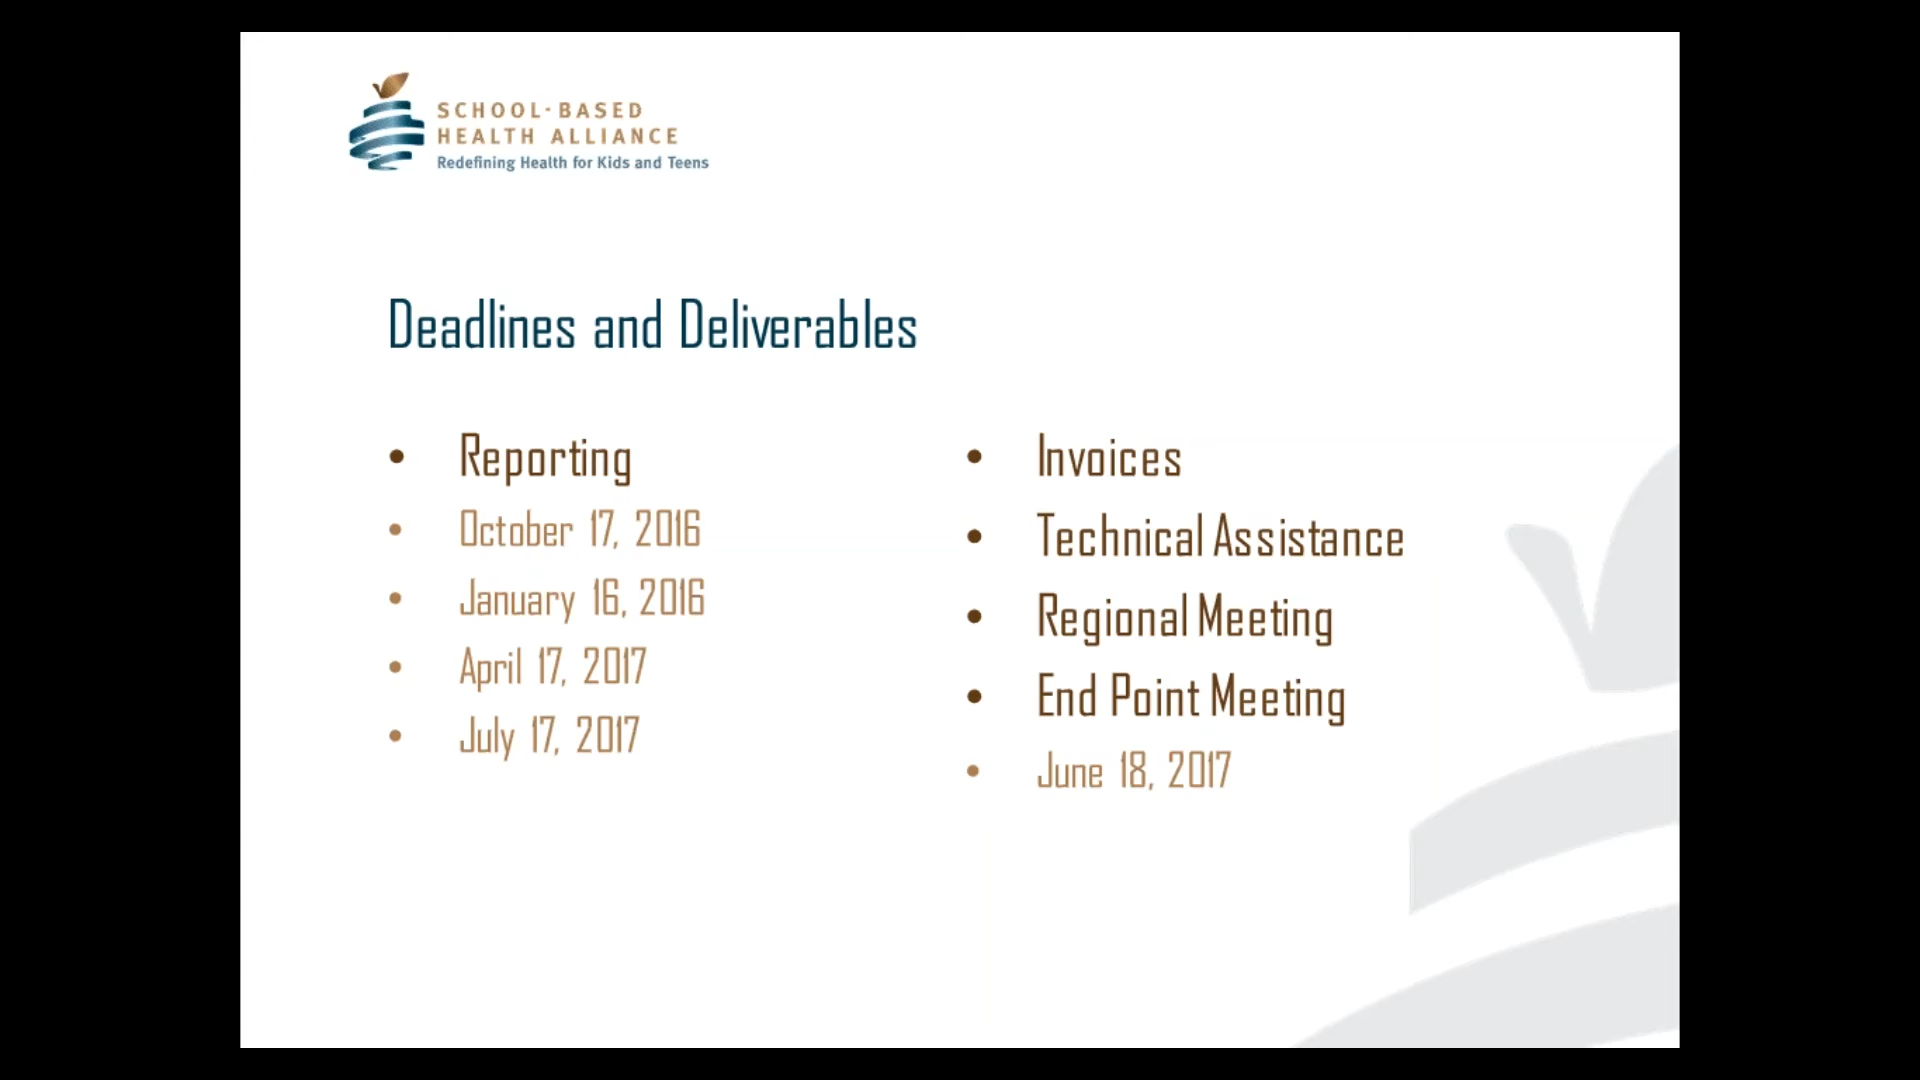 SCHOOL-BASED
HEALTH ALLIANCE
Redefining Health for Kids and Teens
Deadlines and Deliverables
• Reporting
• October 17, 2016
• January 16, 2016
• April 17, 2017
• July 17, 2017
• Invoices
• Technical Assistance
• Regional Meeting
• End Point Meeting
• June 18, 2017